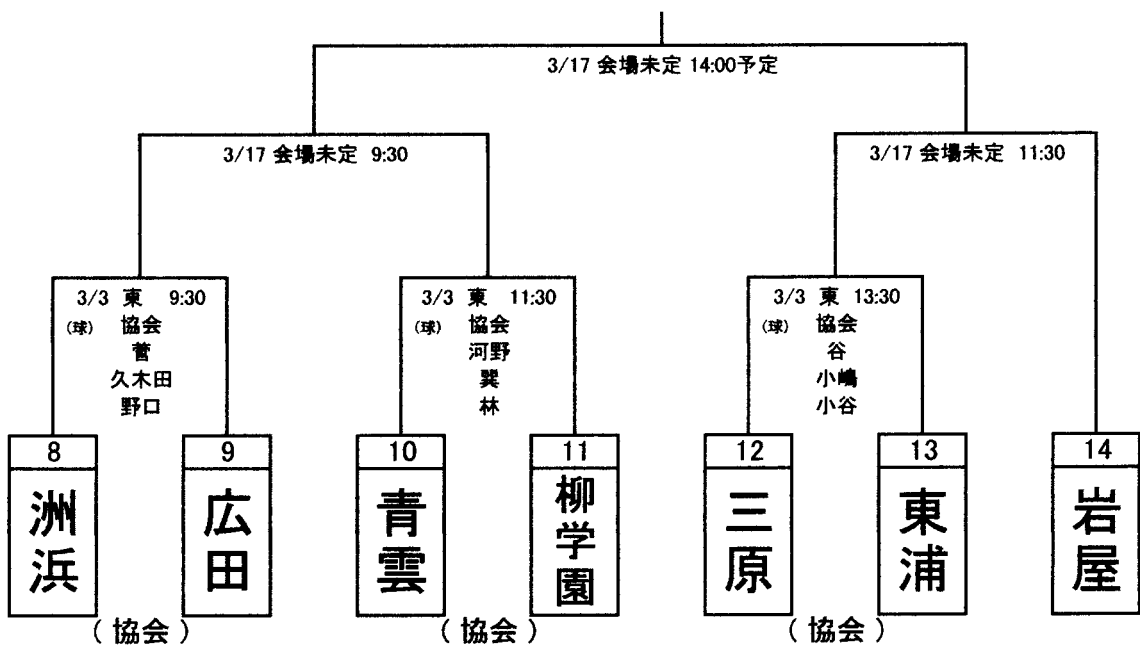 3/17 会場未定 14:00予定
3/17 会場未定 9:30
3/17 会場未定 11:30
3/3 東 9:30
(球) 協会
菅
久木田
野口
3/3 東 11:30
(球) 協会
河野
巽
林
3/3 東 13:30
(球) 協会
谷
小嶋
小谷
8
洲浜
9
広田
10
青雲
11
柳学園
12
三原
13
東浦
14
岩屋
(協会)
(協会)
(協会)